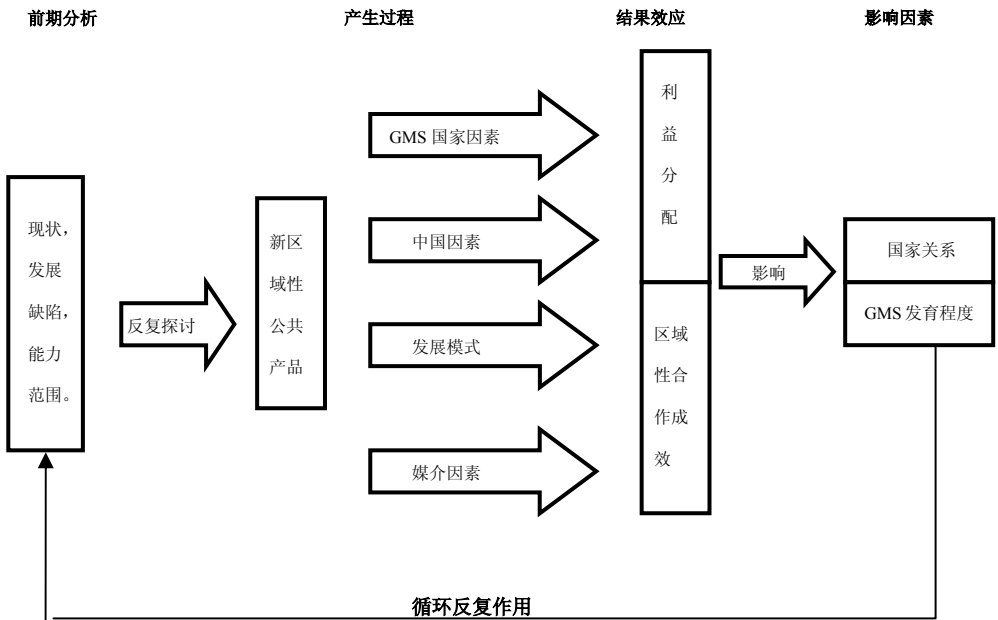 前期分析
产生过程
结果效应
影响因素
现状，
发展
缺陷，
能力
范围。
反复探讨
新区
域性
公共
产品
GMS 国家因素
中国因素
发展模式
媒介因素
利
益
分
配
区域
性合
作成
效
影响
国家关系
GMS 发育程度
循环反复作用